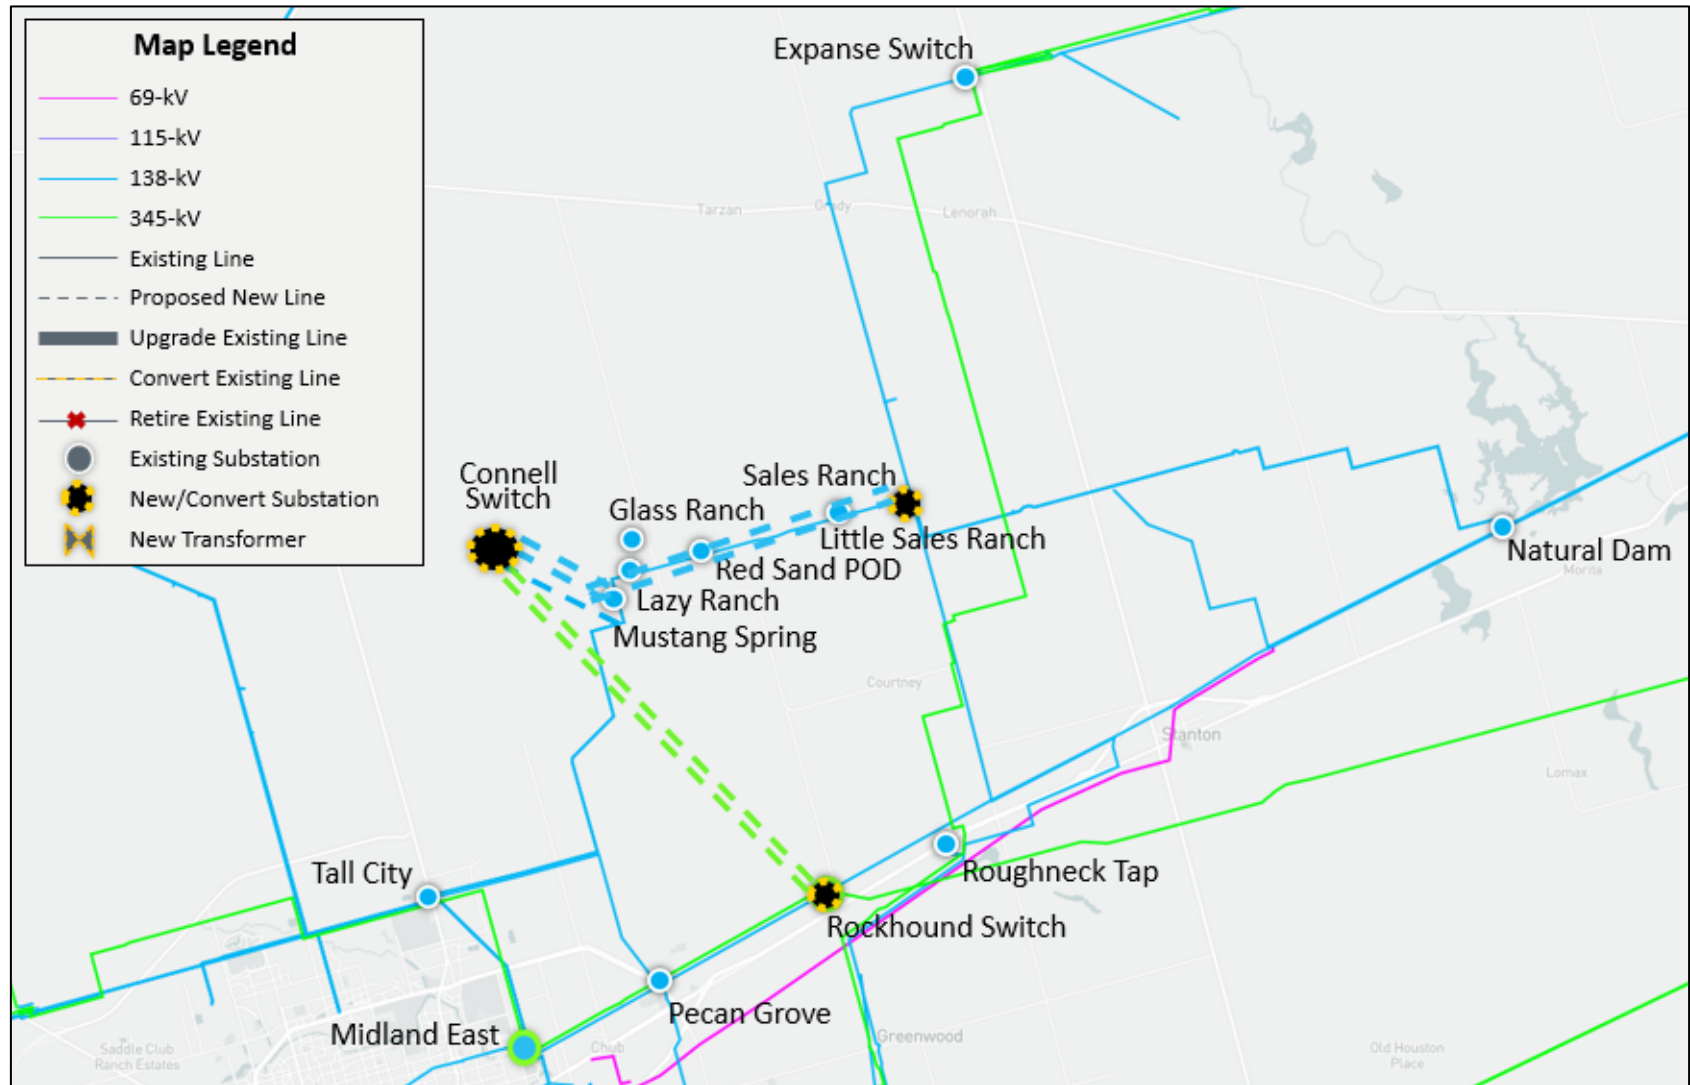 Map Legend
69-kV
115-kV
138-kV
345-kV
Existing Line
Proposed New Line
Upgrade Existing Line
Convert Existing Line
Retire Existing Line
Existing Substation
New/Convert Substation
New Transformer
Expanse Switch
Tarzan
Grady
Lenorah
Connell
Switch
Sales Ranch
Glass Ranch
Little Sales Ranch
Natural Dam
Red Sand POD
Morita
Lazy Ranch
Mustang Spring
Courtney
Stanton
Lomax
Tall City
Roughneck Tap
Rockhound Switch
Pecan Grove
Midland East
Chub
Greenwood
Saddle Club
Ranch Estates
Old Houston
Place